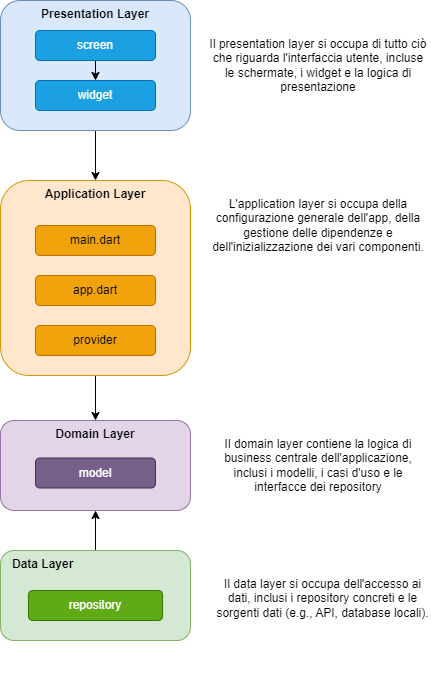 Presentation Layer
screen
widget
Il presentation layer si occupa di tutto ciò
che riguarda l'interfaccia utente, incluse
le schermate, i widget e la logica di
presentazione
Application Layer
main.dart
app.dart
provider
L'application layer si occupa della
configurazione generale dell'app, della
gestione delle dipendenze e
dell'inizializzazione dei vari componenti.
Domain Layer
model
Il domain layer contiene la logica di
business centrale dell'applicazione,
inclusi i modelli, i casi d'uso e le
interfacce dei repository
Data Layer
repository
Il data layer si occupa dell'accesso ai
dati, inclusi i repository concreti e le
sorgenti dati (e.g., API, database locali).